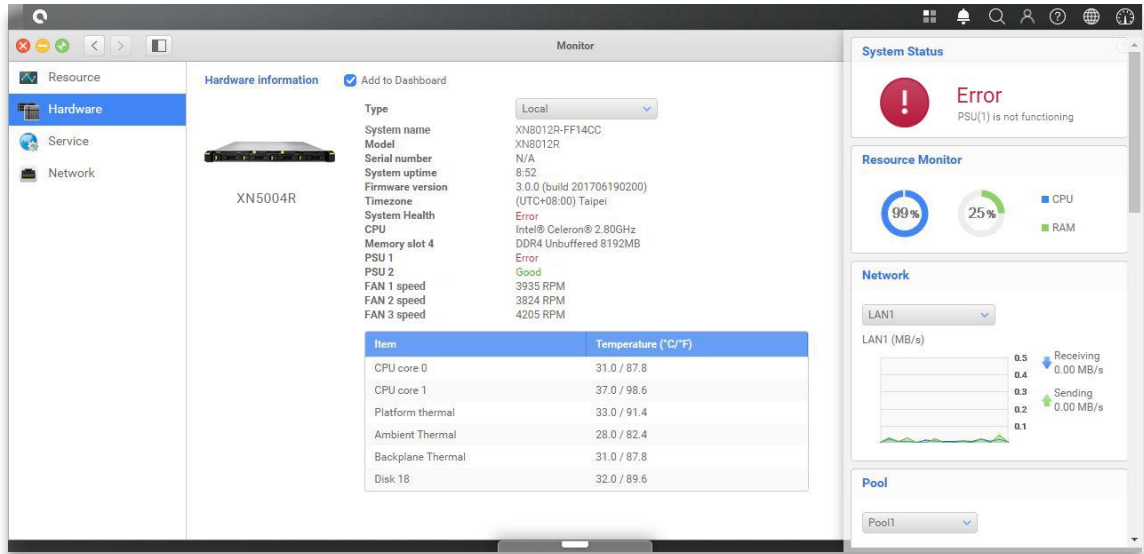 Monitor
Resource
Hardware
Service
Network
Hardware information
Add to Dashboard
XN5004R
Type Local
System name XN8012R-FF14CC
Model XN8012R
Serial number N/A
System uptime 8:52
Firmware version 3.0.0 (build 201706190200)
Timezone (UTC+08:00) Taipei
System Health Error
CPU Intel® Celeron® 2.80GHz
Memory slot 4 DDR4 Unbuffered 8192MB
PSU 1 Error
PSU 2 Good
FAN 1 speed 3935 RPM
FAN 2 speed 3824 RPM
FAN 3 speed 4205 RPM
Item Temperature (°C/°F)
CPU core 0 31.0 / 87.8
CPU core 1 37.0 / 98.6
Platform thermal 33.0 / 91.4
Ambient Thermal 28.0 / 82.4
Backplane Thermal 31.0 / 87.8
Disk 18 32.0 / 89.6
System Status
Error
PSU(1) is not functioning
Resource Monitor
99%
25%
CPU
RAM
Network
LAN1
LAN1 (MB/s)
0.5
0.4
0.3
0.2
0.1
Receiving
0.00 MB/s
Sending
0.00 MB/s
Pool
Pool1